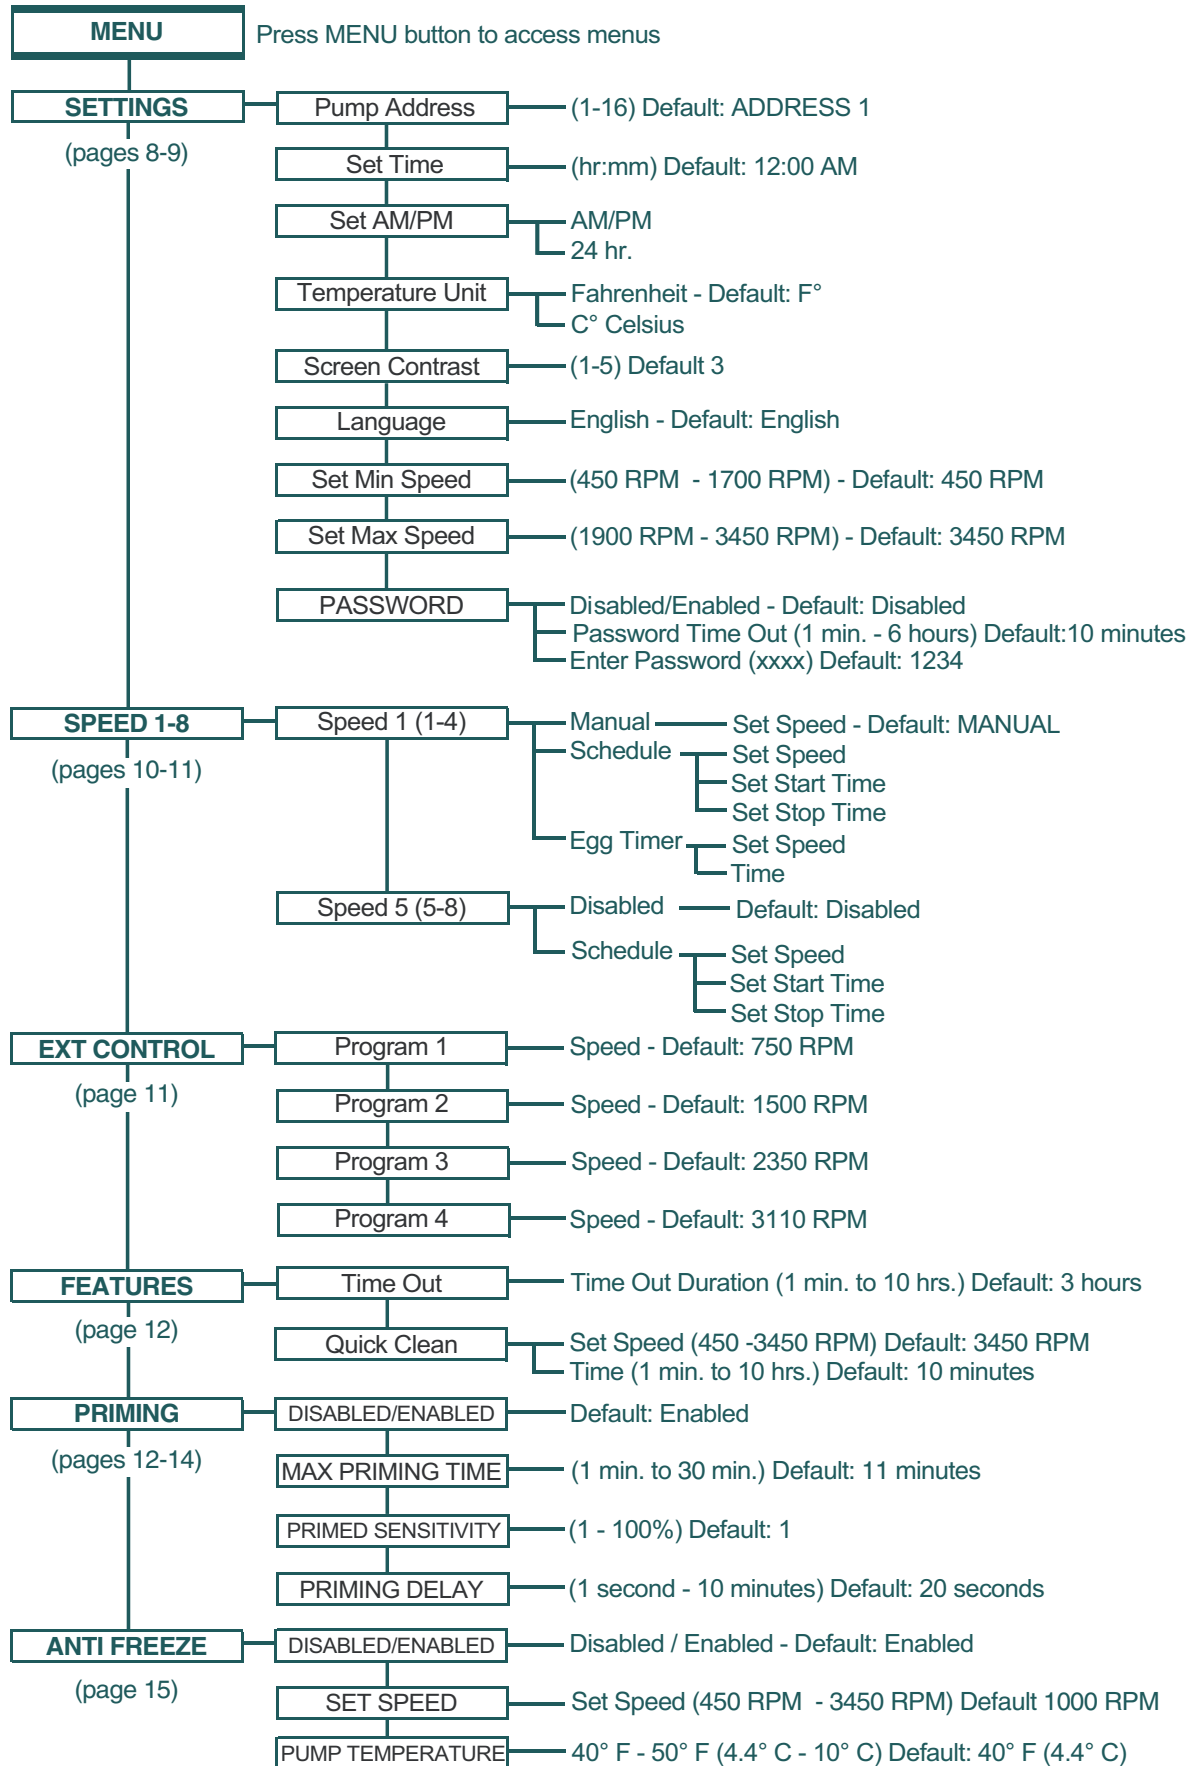 MENU Press MENU button to access menus
SETTINGS Pump Address (1-16) Default: ADDRESS 1
(pages 8-9)
Set Time (hr:mm) Default: 12:00 AM
Set AM/PM AM/PM
24 hr.
Temperature Unit Fahrenheit - Default: F°
C° Celsius
Screen Contrast (1-5) Default 3
Language English - Default: English
Set Min Speed (450 RPM - 1700 RPM) - Default: 450 RPM
Set Max Speed (1900 RPM - 3450 RPM) - Default: 3450 RPM
PASSWORD Disabled/Enabled - Default: Disabled
Password Time Out (1 min. - 6 hours) Default:10 minutes
Enter Password (xxxx) Default: 1234
SPEED 1-8 Speed 1 (1-4) Manual Set Speed - Default: MANUAL
(pages 10-11)
Schedule Set Speed
Set Start Time
Set Stop Time
Egg Timer Set Speed
Time
Speed 5 (5-8) Disabled Default: Disabled
Schedule Set Speed
Set Start Time
Set Stop Time
EXT CONTROL Program 1 Speed - Default: 750 RPM
(page 11)
Program 2 Speed - Default: 1500 RPM
Program 3 Speed - Default: 2350 RPM
Program 4 Speed - Default: 3110 RPM
FEATURES Time Out Time Out Duration (1 min. to 10 hrs.) Default: 3 hours
(page 12)
Quick Clean Set Speed (450 -3450 RPM) Default: 3450 RPM
Time (1 min. to 10 hrs.) Default: 10 minutes
PRIMING DISABLED/ENABLED Default: Enabled
(pages 12-14)
MAX PRIMING TIME (1 min. to 30 min.) Default: 11 minutes
PRIMED SENSITIVITY (1 - 100%) Default: 1
PRIMING DELAY (1 second - 10 minutes) Default: 20 seconds
ANTI FREEZE DISABLED/ENABLED Disabled / Enabled - Default: Enabled
(page 15)
SET SPEED Set Speed (450 RPM - 3450 RPM) Default 1000 RPM
PUMP TEMPERATURE 40° F - 50° F (4.4° C - 10° C) Default: 40° F (4.4° C)